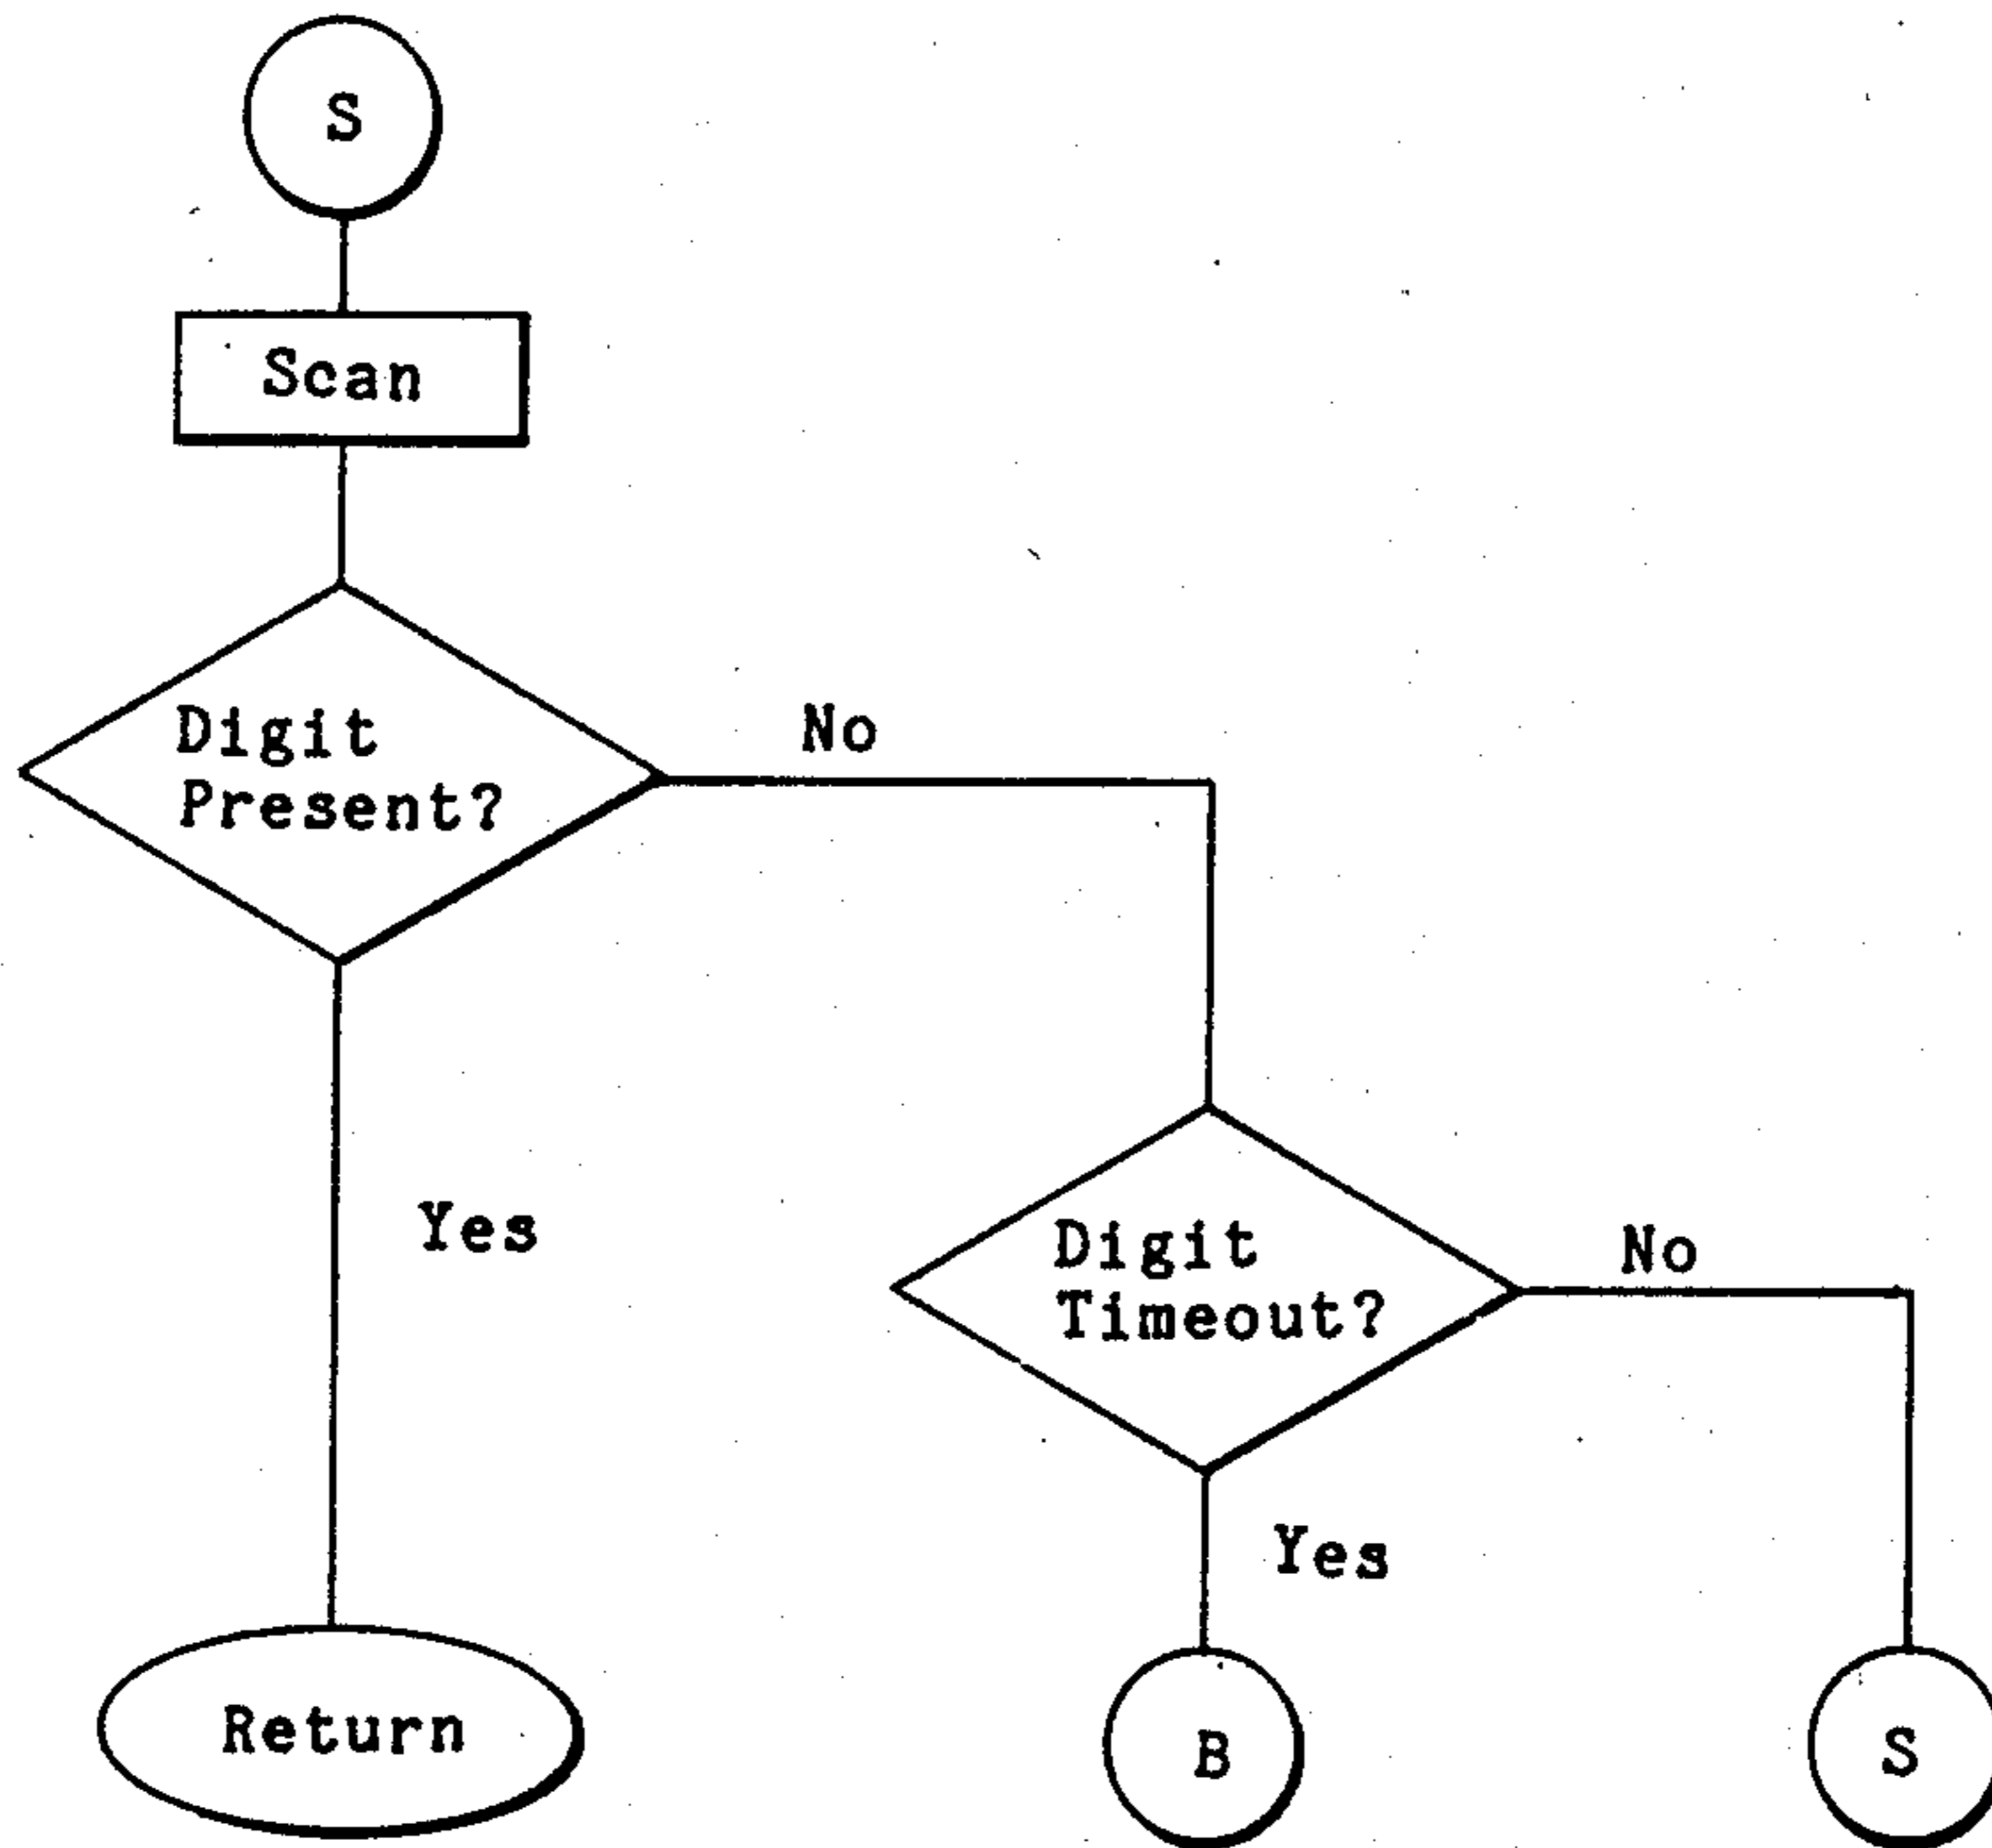 S
Scan
Digit
Present?
No
Yes
Digit
Timeout?
No
Yes
Return
B
S